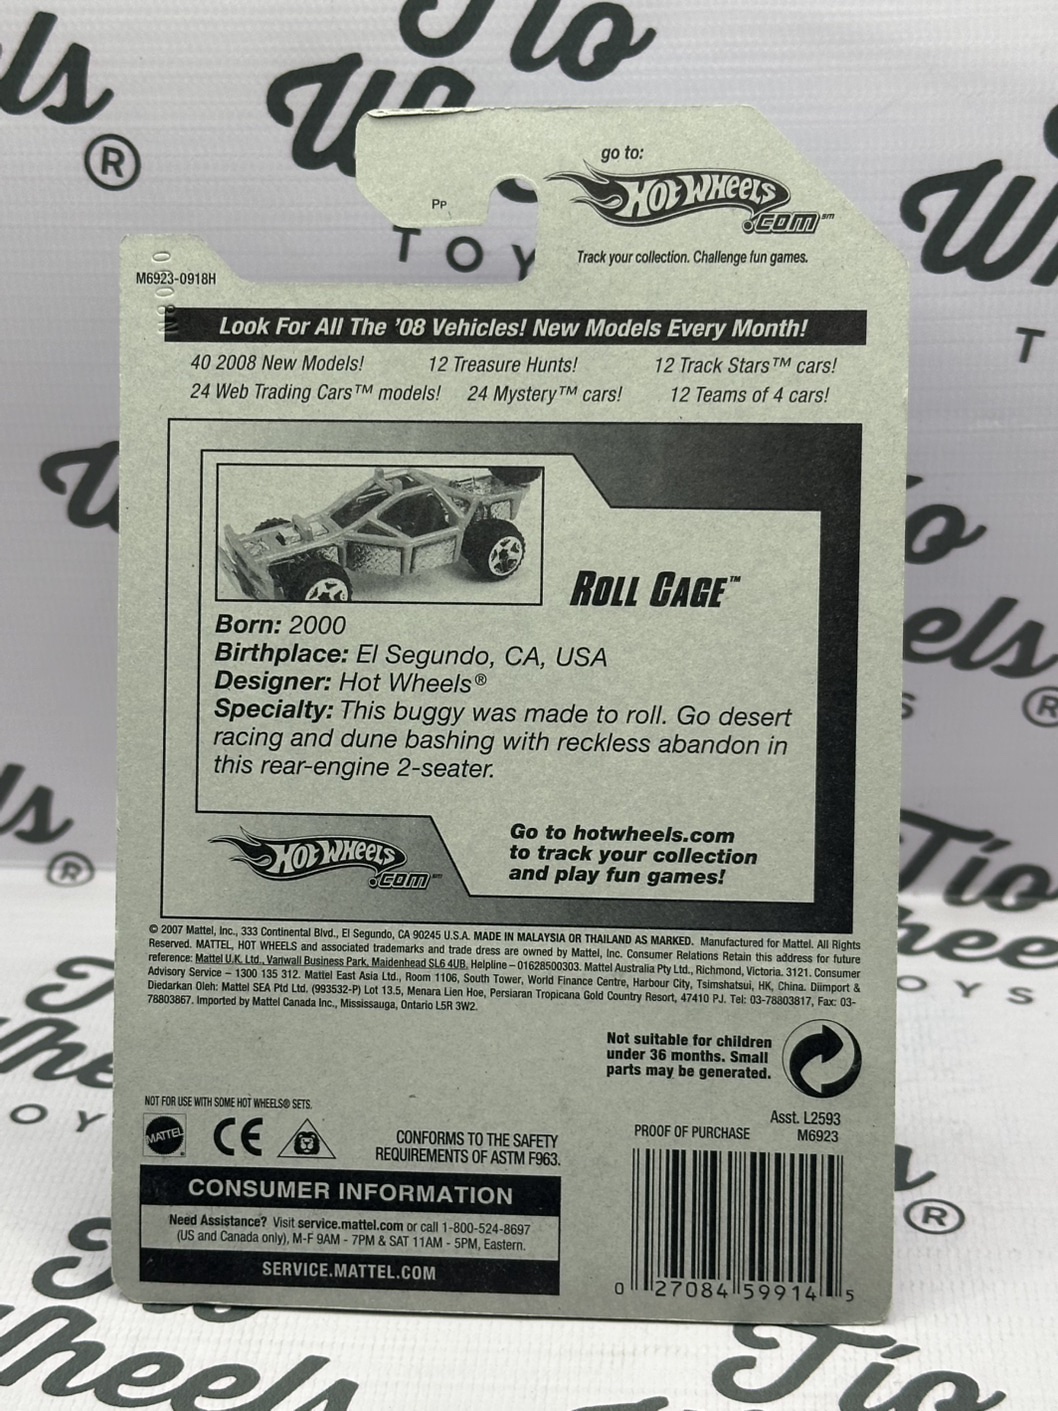 Tio
Wheels
TOYS
®
go to:
HOT WHEELS
.com℠
Track your collection. Challenge fun games.
Pp
M6923-0918H
Look For All The '08 Vehicles! New Models Every Month!
40 2008 New Models! 12 Treasure Hunts! 12 Track Stars™ cars!
24 Web Trading Cars™ models! 24 Mystery™ cars! 12 Teams of 4 cars!
ROLL CAGE™
Born: 2000
Birthplace: El Segundo, CA, USA
Designer: Hot Wheels®
Specialty: This buggy was made to roll. Go desert
racing and dune bashing with reckless abandon in
this rear-engine 2-seater.
HOT WHEELS
.com℠
Go to hotwheels.com
to track your collection
and play fun games!
© 2007 Mattel, Inc., 333 Continental Blvd., El Segundo, CA 90245 U.S.A. MADE IN MALAYSIA OR THAILAND AS MARKED. Manufactured for Mattel. All Rights
Reserved. MATTEL, HOT WHEELS and associated trademarks and trade dress are owned by Mattel, Inc. Consumer Relations Retain this address for future
reference: Mattel U.K. Ltd., Vanwall Business Park, Maidenhead SL6 4UB. Helpline – 01628500303. Mattel Australia Pty Ltd., Richmond, Victoria. 3121. Consumer
Advisory Service – 1300 135 312. Mattel East Asia Ltd., Room 1106, South Tower, World Finance Centre, Harbour City, Tsimshatsui, HK, China. Diimport &
Diedarkan Oleh: Mattel SEA Ptd Ltd. (993532-P) Lot 13.5, Menara Lien Hoe, Persiaran Tropicana Gold Country Resort, 47410 PJ. Tel: 03-78803817, Fax: 03-
78803867. Imported by Mattel Canada Inc., Mississauga, Ontario L5R 3W2.
Not suitable for children
under 36 months. Small
parts may be generated.
NOT FOR USE WITH SOME HOT WHEELS® SETS.
MATTEL
CE
CONFORMS TO THE SAFETY
REQUIREMENTS OF ASTM F963.
Asst. L2593
PROOF OF PURCHASE M6923
CONSUMER INFORMATION
Need Assistance? Visit service.mattel.com or call 1-800-524-8697
(US and Canada only), M-F 9AM - 7PM & SAT 11AM - 5PM, Eastern.
SERVICE.MATTEL.COM
0 27084 59914 5